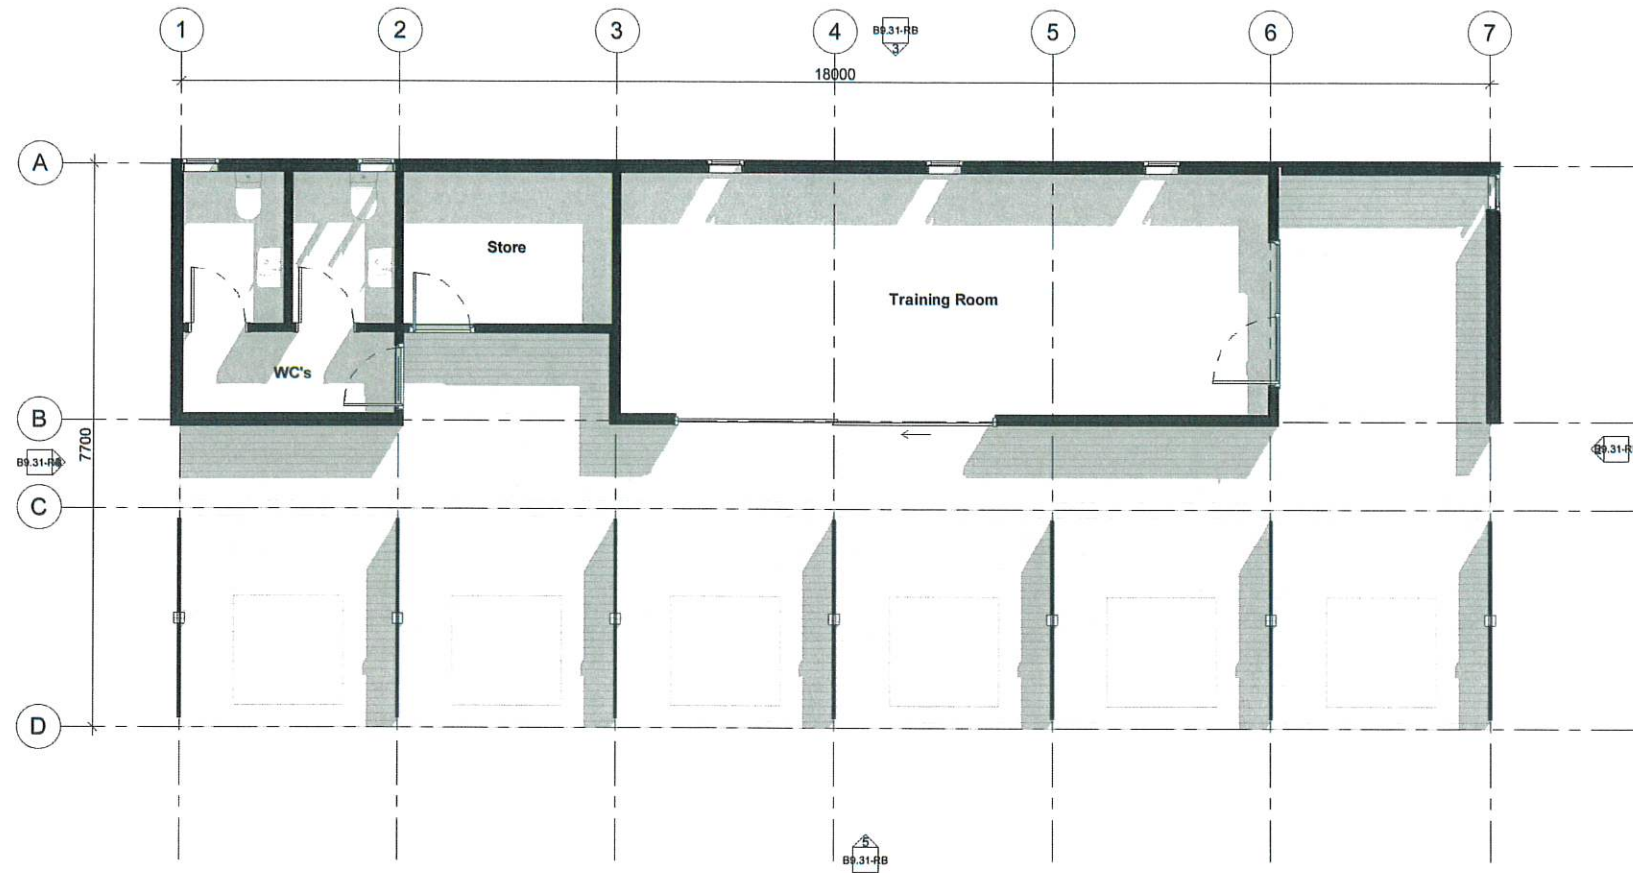 1 2 3 4 5 6 7
B9.31-RB
3
18000
A
Store
Training Room
WC's
B
7700
B9.31-RB
B9.31-RB
C
D
5
B9.31-RB